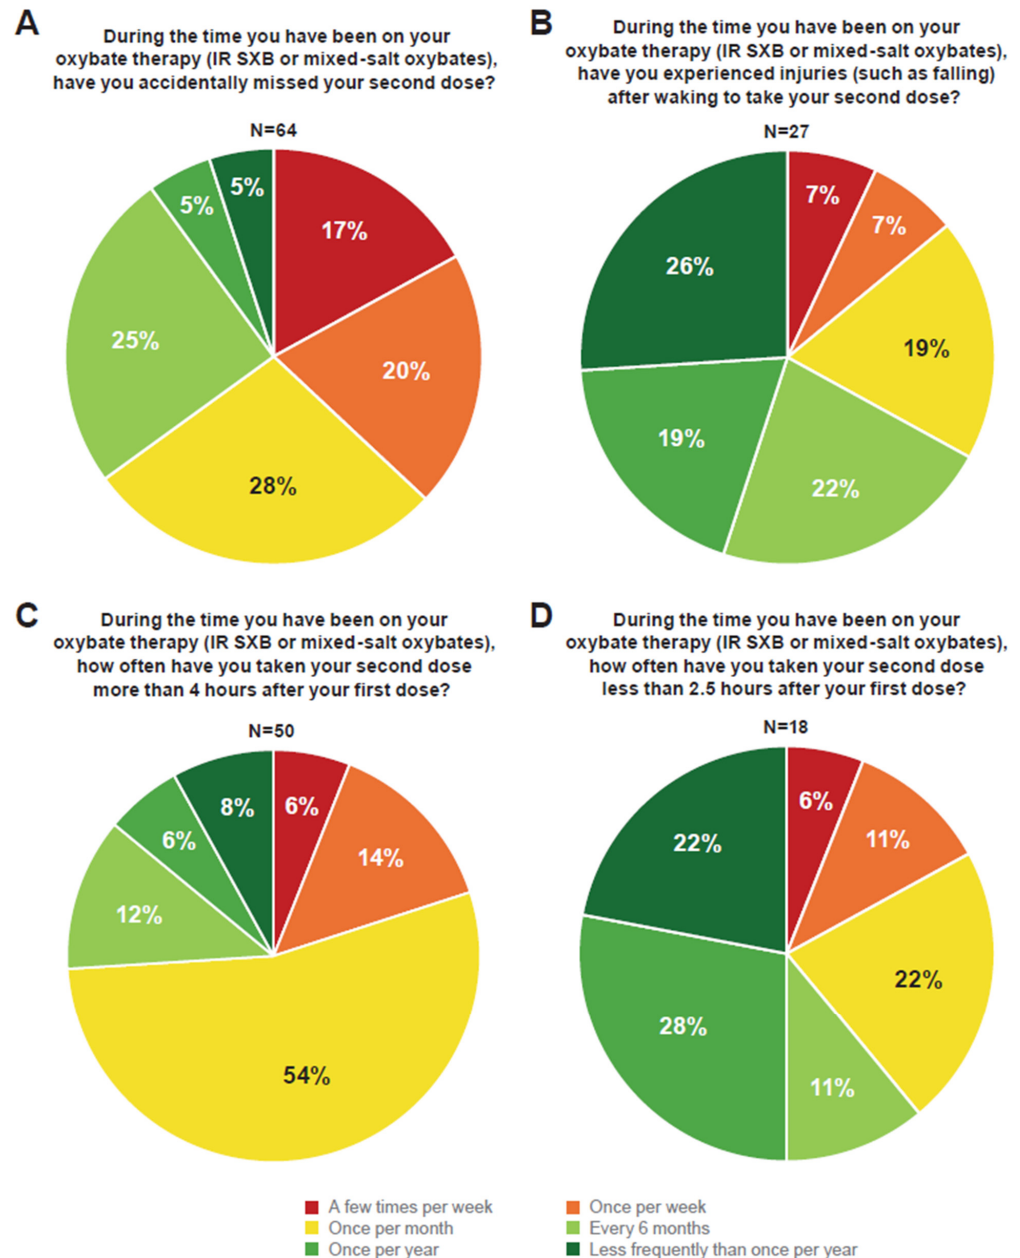 A
During the time you have been on your
oxybate therapy (IR SXB or mixed-salt oxybates),
have you accidentally missed your second dose?
N=64
5%
5%
17%
25%
20%
28%
B
During the time you have been on your
oxybate therapy (IR SXB or mixed-salt oxybates),
have you experienced injuries (such as falling)
after waking to take your second dose?
N=27
7%
7%
26%
19%
19%
22%
C
During the time you have been on your
oxybate therapy (IR SXB or mixed-salt oxybates),
how often have you taken your second dose
more than 4 hours after your first dose?
N=50
8%
6%
6%
14%
12%
54%
D
During the time you have been on your
oxybate therapy (IR SXB or mixed-salt oxybates),
how often have you taken your second dose
less than 2.5 hours after your first dose?
N=18
6%
11%
22%
22%
28%
11%
A few times per week
Once per week
Once per month
Every 6 months
Once per year
Less frequently than once per year